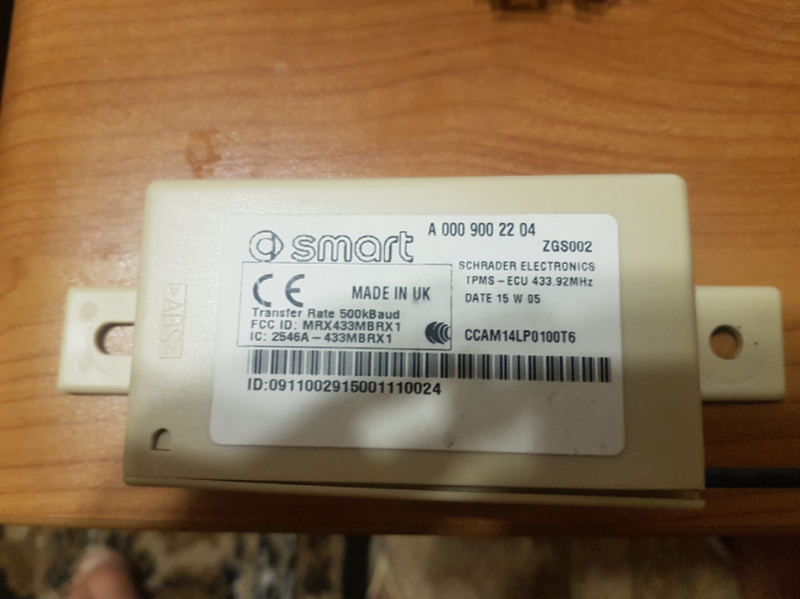 smart
A 000 900 22 04
ZGS002
SCHRADER ELECTRONICS
TPMS - ECU 433.92MHz
DATE 15 W 05
CE
MADE IN UK
Transfer Rate 500kBaud
FCC ID: MRX433MBRX1
IC: 2546A-433MBRX1
CCAM14LP0100T6
ID:0911002915001110024
>ABS<